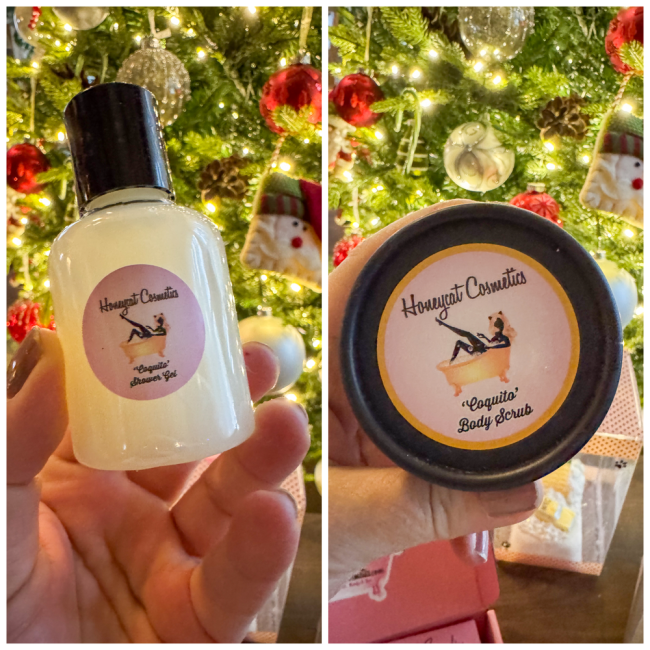 Honeycat Cosmetics
'Coquito'
Shower Gel
Honeycat Cosmetics
'Coquito'
Body Scrub